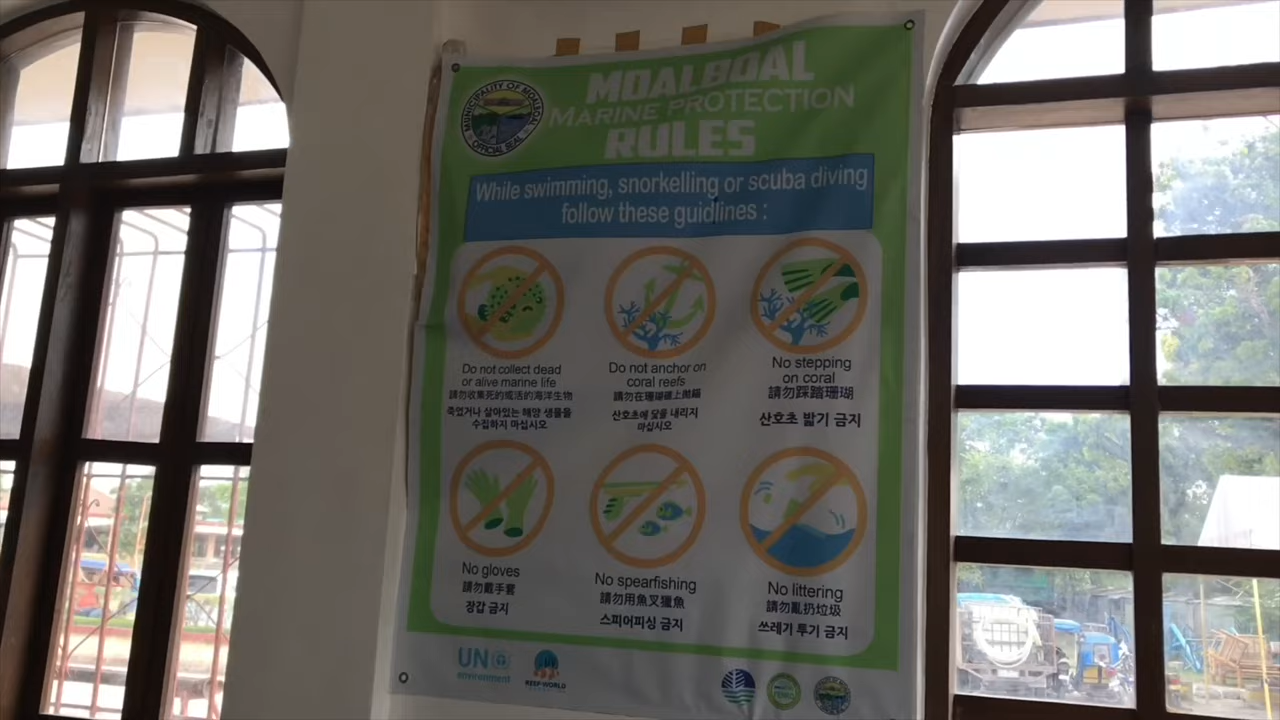 MUNICIPALITY OF MOALBOAL
OFFICIAL SEAL
MOALBOAL
MARINE PROTECTION
RULES
While swimming, snorkelling or scuba diving
follow these guidlines :
Do not collect dead
or alive marine life
請勿收集死的或活的海洋生物
죽었거나 살아있는 해양 생물을
수집하지 마십시오
Do not anchor on
coral reefs
請勿在珊瑚礁上拋錨
산호초에 닻을 내리지
마십시오
No stepping
on coral
請勿踩踏珊瑚
산호초 밟기 금지
No gloves
請勿戴手套
장갑 금지
No spearfishing
請勿用魚叉獵魚
스피어피싱 금지
No littering
請勿亂扔垃圾
쓰레기 투기 금지
UN
environment
REEF-WORLD